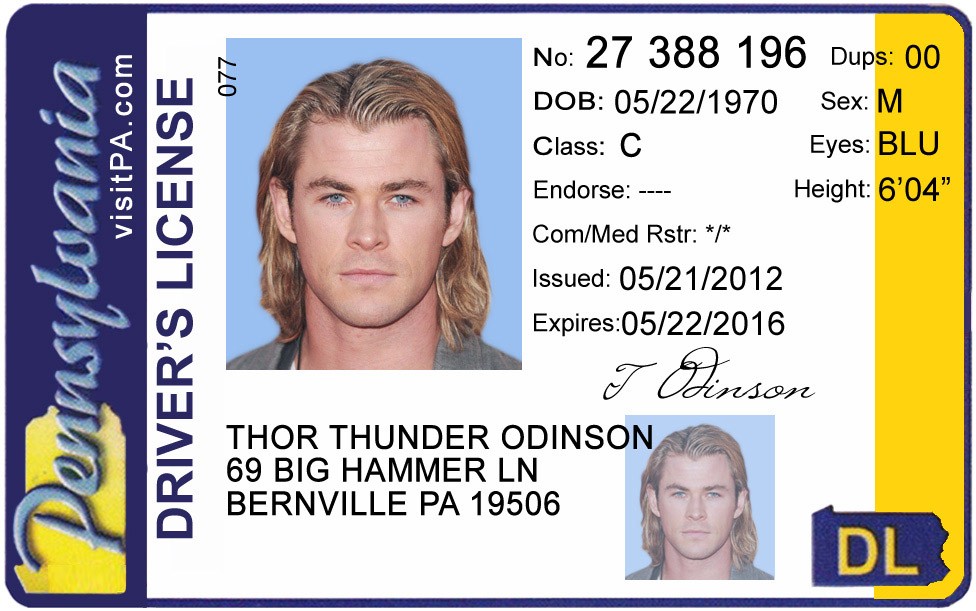 Pennsylvania
visitPA.com
DRIVER'S LICENSE
077
No: 27 388 196 Dups: 00
DOB: 05/22/1970 Sex: M
Class: C Eyes: BLU
Endorse: ---- Height: 6'04”
Com/Med Rstr: */*
Issued: 05/21/2012
Expires:05/22/2016
T Odinson
THOR THUNDER ODINSON
69 BIG HAMMER LN
BERNVILLE PA 19506
DL